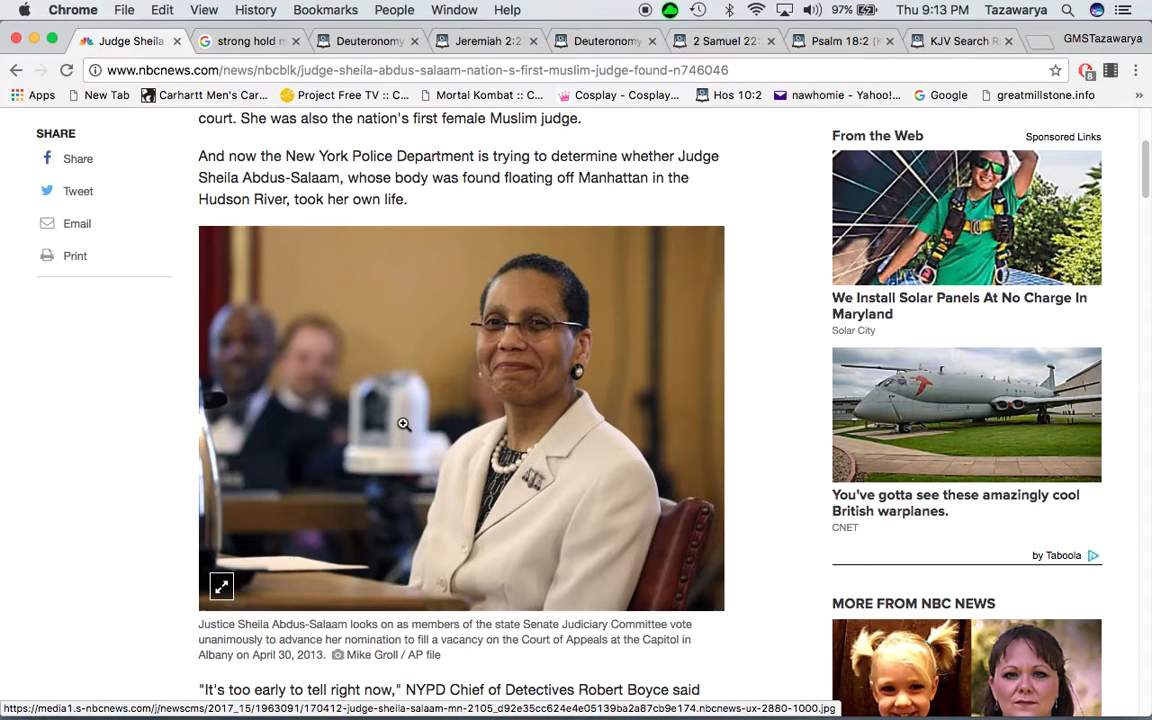 Chrome File Edit View History Bookmarks People Window Help 97% Thu 9:13 PM Tazawarya
Judge Sheila strong hold m Deuteronomy Jeremiah 2:2 Deuteronomy 2 Samuel 22: Psalm 18:2 ( KJV Search R GMSTazawarya
www.nbcnews.com/news/nbcblk/judge-sheila-abdus-salaam-nation-s-first-muslim-judge-found-n746046 8
Apps New Tab Carhartt Men's Car... Project Free TV :: C... Mortal Kombat :: C... Cosplay - Cosplay... Hos 10:2 nawhomie - Yahoo!... Google greatmillstone.info »
SHARE
Share
Tweet
Email
Print
court. She was also the nation's first female Muslim judge.
And now the New York Police Department is trying to determine whether Judge
Sheila Abdus-Salaam, whose body was found floating off Manhattan in the
Hudson River, took her own life.
Justice Sheila Abdus-Salaam looks on as members of the state Senate Judiciary Committee vote
unanimously to advance her nomination to fill a vacancy on the Court of Appeals at the Capitol in
Albany on April 30, 2013. Mike Groll / AP file
"It's too early to tell right now," NYPD Chief of Detectives Robert Boyce said
From the Web Sponsored Links
We Install Solar Panels At No Charge In
Maryland
Solar City
You've gotta see these amazingly cool
British warplanes.
CNET
by Taboola
MORE FROM NBC NEWS
https://media1.s-nbcnews.com/j/newscms/2017_15/1963091/170412-judge-sheila-salaam-mn-2105_d92e35cc624e4e05139ba2a87cb9e174.nbcnews-ux-2880-1000.jpg